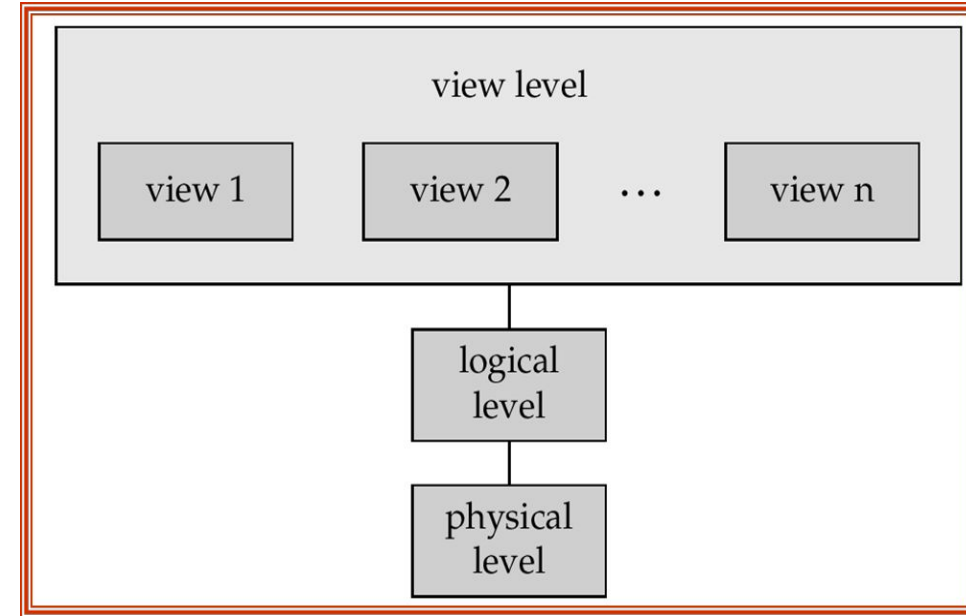 view level
view 1
view 2
...
view n
logical
level
physical
level